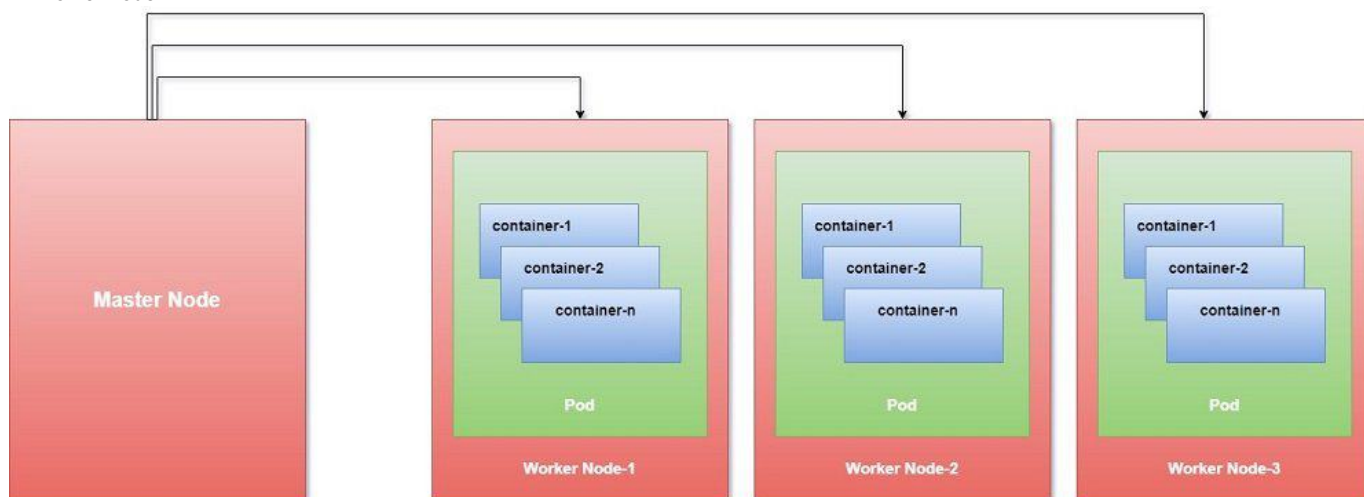 container-1
container-1
container-1
container-2
container-2
container-2
Master Node
container-n
container-n
container-n
Pod
Pod
Pod
Worker Node-1
Worker Node-2
Worker Node-3